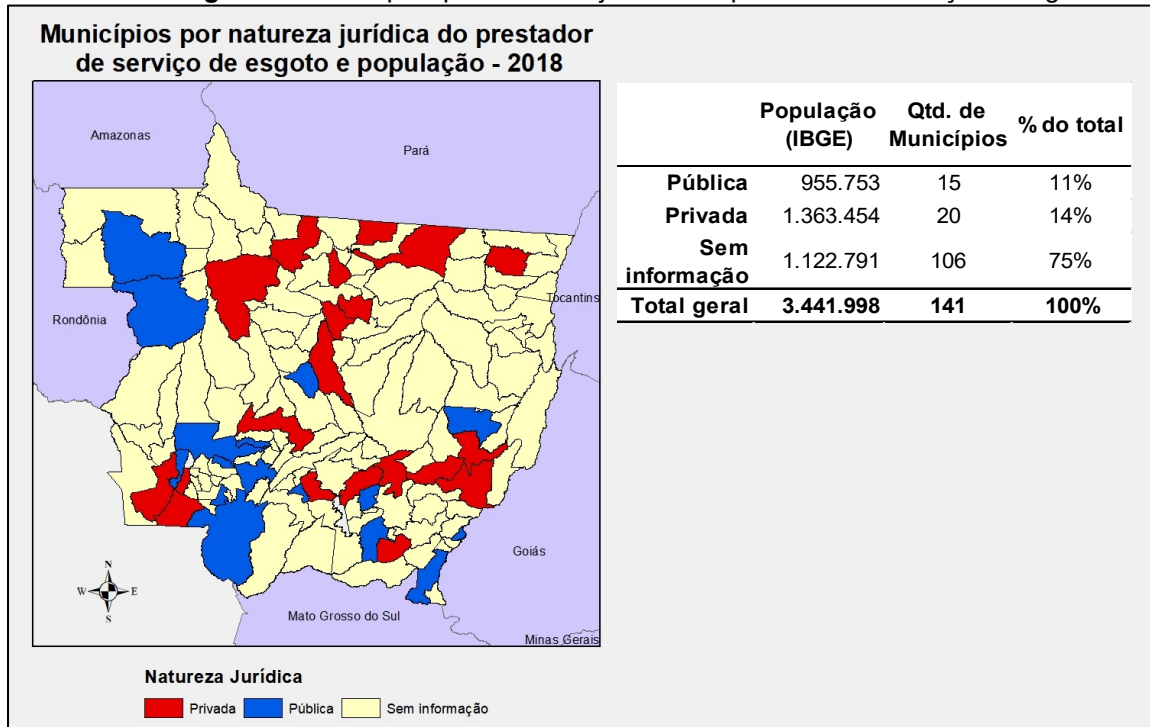 Municípios por natureza jurídica do prestador
de serviço de esgoto e população - 2018
Amazonas
Pará
Tocantins
Rondônia
Goiás
Mato Grosso do Sul
Minas Gerais
N
W E
S
Natureza Jurídica
Privada Pública Sem informação
População (IBGE) Qtd. de Municípios % do total
Pública 955.753 15 11%
Privada 1.363.454 20 14%
Sem informação 1.122.791 106 75%
Total geral 3.441.998 141 100%